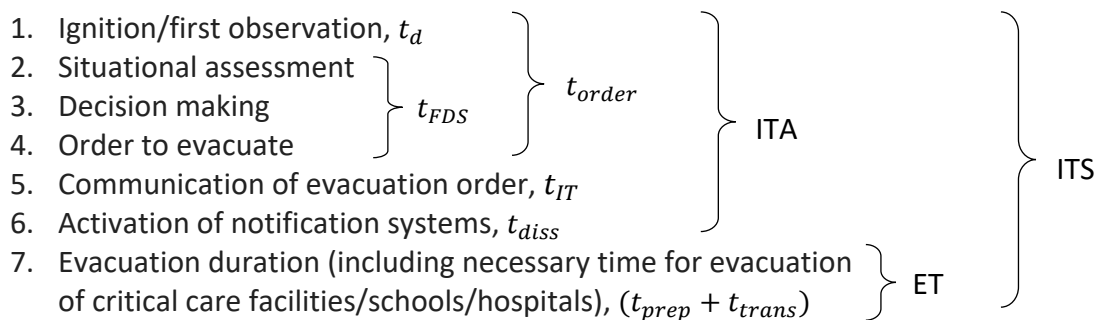 1. Ignition/first observation, t_d
2. Situational assessment
3. Decision making
t_FDS
4. Order to evacuate
t_order
5. Communication of evacuation order, t_IT
6. Activation of notification systems, t_diss
ITA
7. Evacuation duration (including necessary time for evacuation
of critical care facilities/schools/hospitals), (t_prep + t_trans)
ET
ITS